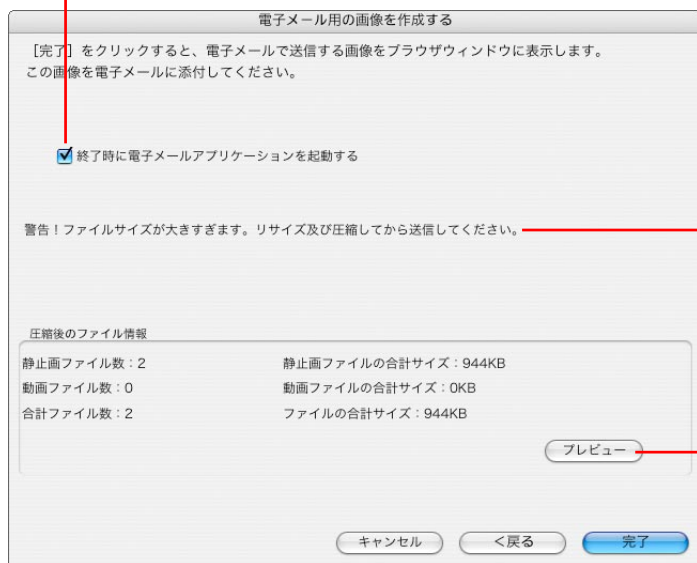 電子メール用の画像を作成する
［完了］をクリックすると、電子メールで送信する画像をブラウザウィンドウに表示します。
この画像を電子メールに添付してください。
終了時に電子メールアプリケーションを起動する
警告！ファイルサイズが大きすぎます。リサイズ及び圧縮してから送信してください。
圧縮後のファイル情報
静止画ファイル数：2 静止画ファイルの合計サイズ：944KB
動画ファイル数：0 動画ファイルの合計サイズ：0KB
合計ファイル数：2 ファイルの合計サイズ：944KB
プレビュー
キャンセル <戻る 完了